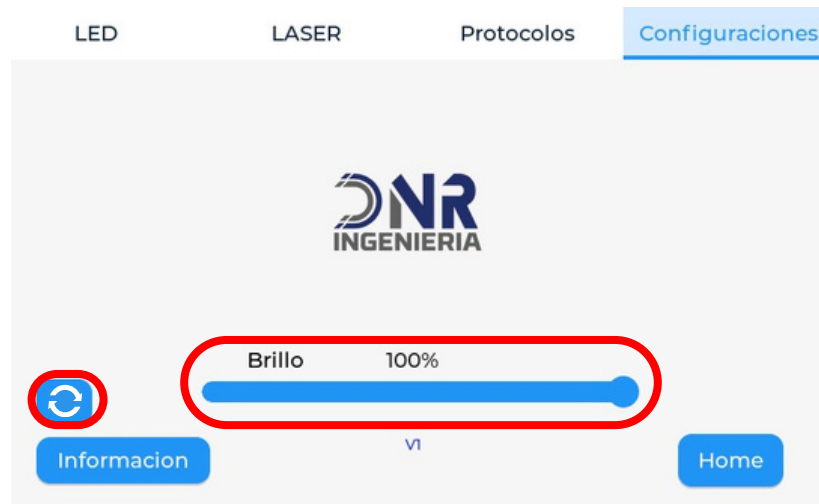 LED LASER Protocolos Configuraciones
DNR
INGENIERIA
Brillo 100%
V1
Informacion Home